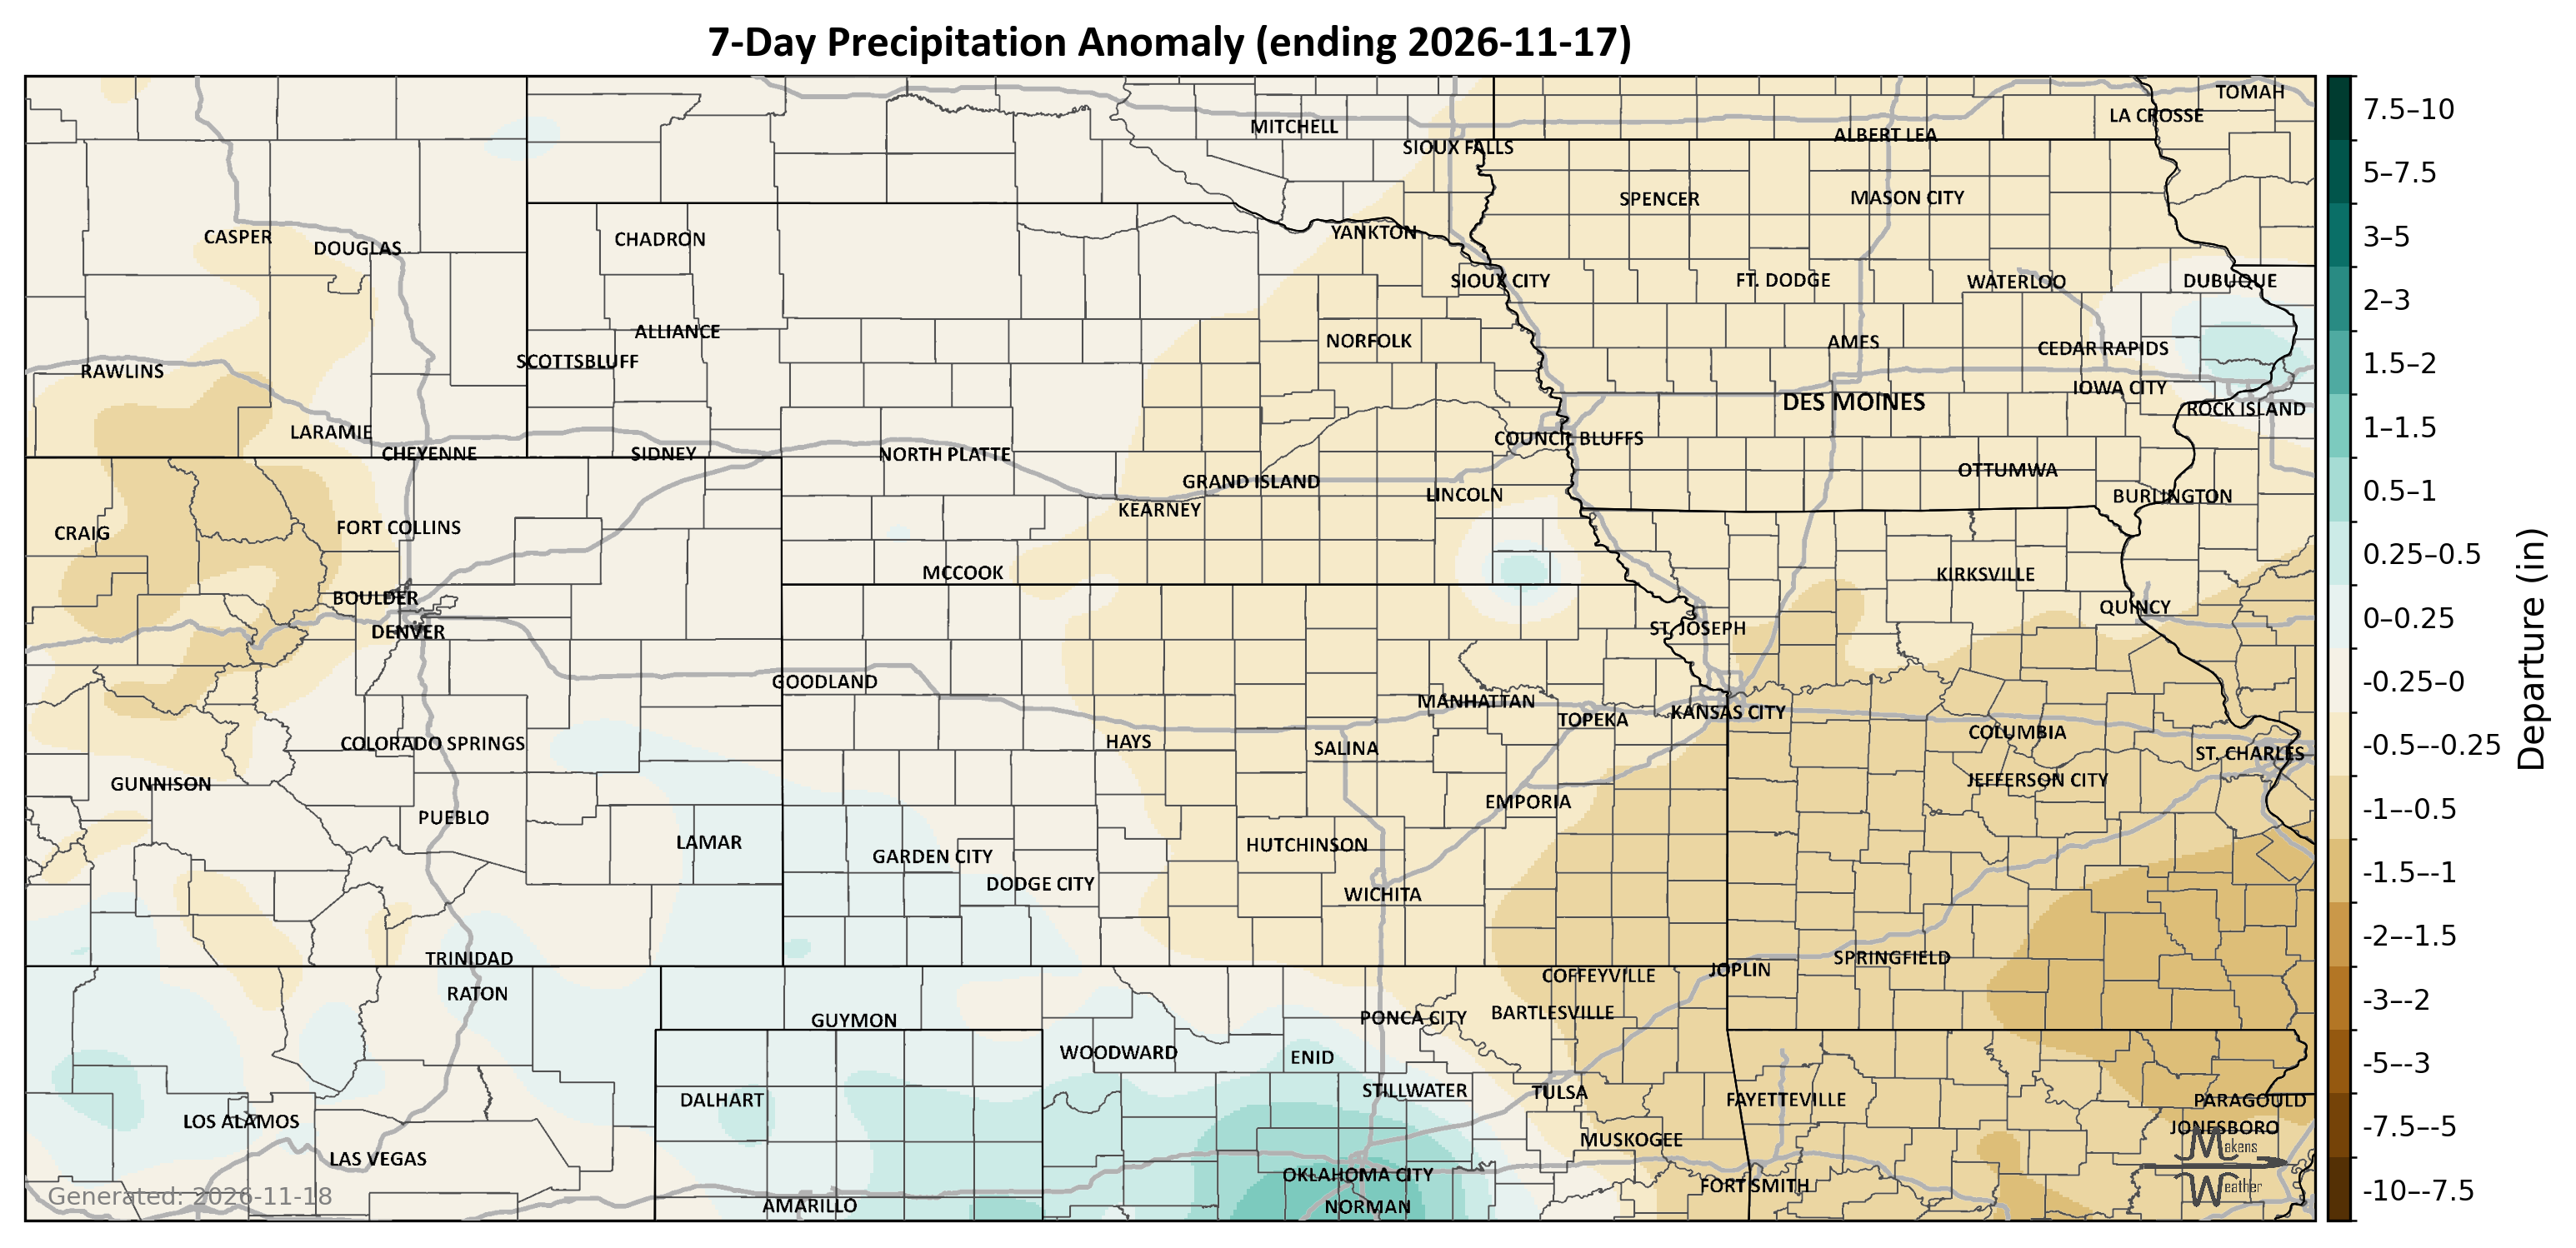 7-Day Precipitation Anomaly (ending 2026-11-17)
TOMAH
LA CROSSE
MITCHELL
ALBERT LEA
SIOUX FALLS
SPENCER
MASON CITY
CASPER
DOUGLAS
CHADRON
YANKTON
SIOUX CITY
FT. DODGE
WATERLOO
DUBUQUE
ALLIANCE
NORFOLK
AMES
CEDAR RAPIDS
SCOTTSBLUFF
RAWLINS
IOWA CITY
DES MOINES
ROCK ISLAND
LARAMIE
CHEYENNE
SIDNEY
NORTH PLATTE
COUNCIL BLUFFS
OTTUMWA
GRAND ISLAND
LINCOLN
BURLINGTON
KEARNEY
CRAIG
FORT COLLINS
MCCOOK
KIRKSVILLE
BOULDER
QUINCY
DENVER
ST. JOSEPH
GOODLAND
MANHATTAN
TOPEKA
KANSAS CITY
COLORADO SPRINGS
HAYS
SALINA
COLUMBIA
ST. CHARLES
GUNNISON
JEFFERSON CITY
PUEBLO
EMPORIA
LAMAR
GARDEN CITY
HUTCHINSON
DODGE CITY
WICHITA
TRINIDAD
SPRINGFIELD
JOPLIN
COFFEYVILLE
RATON
GUYMON
PONCA CITY
BARTLESVILLE
WOODWARD
ENID
STILLWATER
TULSA
DALHART
FAYETTEVILLE
PARAGOULD
LOS ALAMOS
MUSKOGEE
JONESBORO
LAS VEGAS
OKLAHOMA CITY
FORT SMITH
AMARILLO
NORMAN
Generated: 2026-11-18
Makens
Weather
7.5–10
5–7.5
3–5
2–3
1.5–2
1–1.5
0.5–1
0.25–0.5
0–0.25
-0.25–0
-0.5–-0.25
-1–-0.5
-1.5–-1
-2–-1.5
-3–-2
-5–-3
-7.5–-5
-10–-7.5
Departure (in)